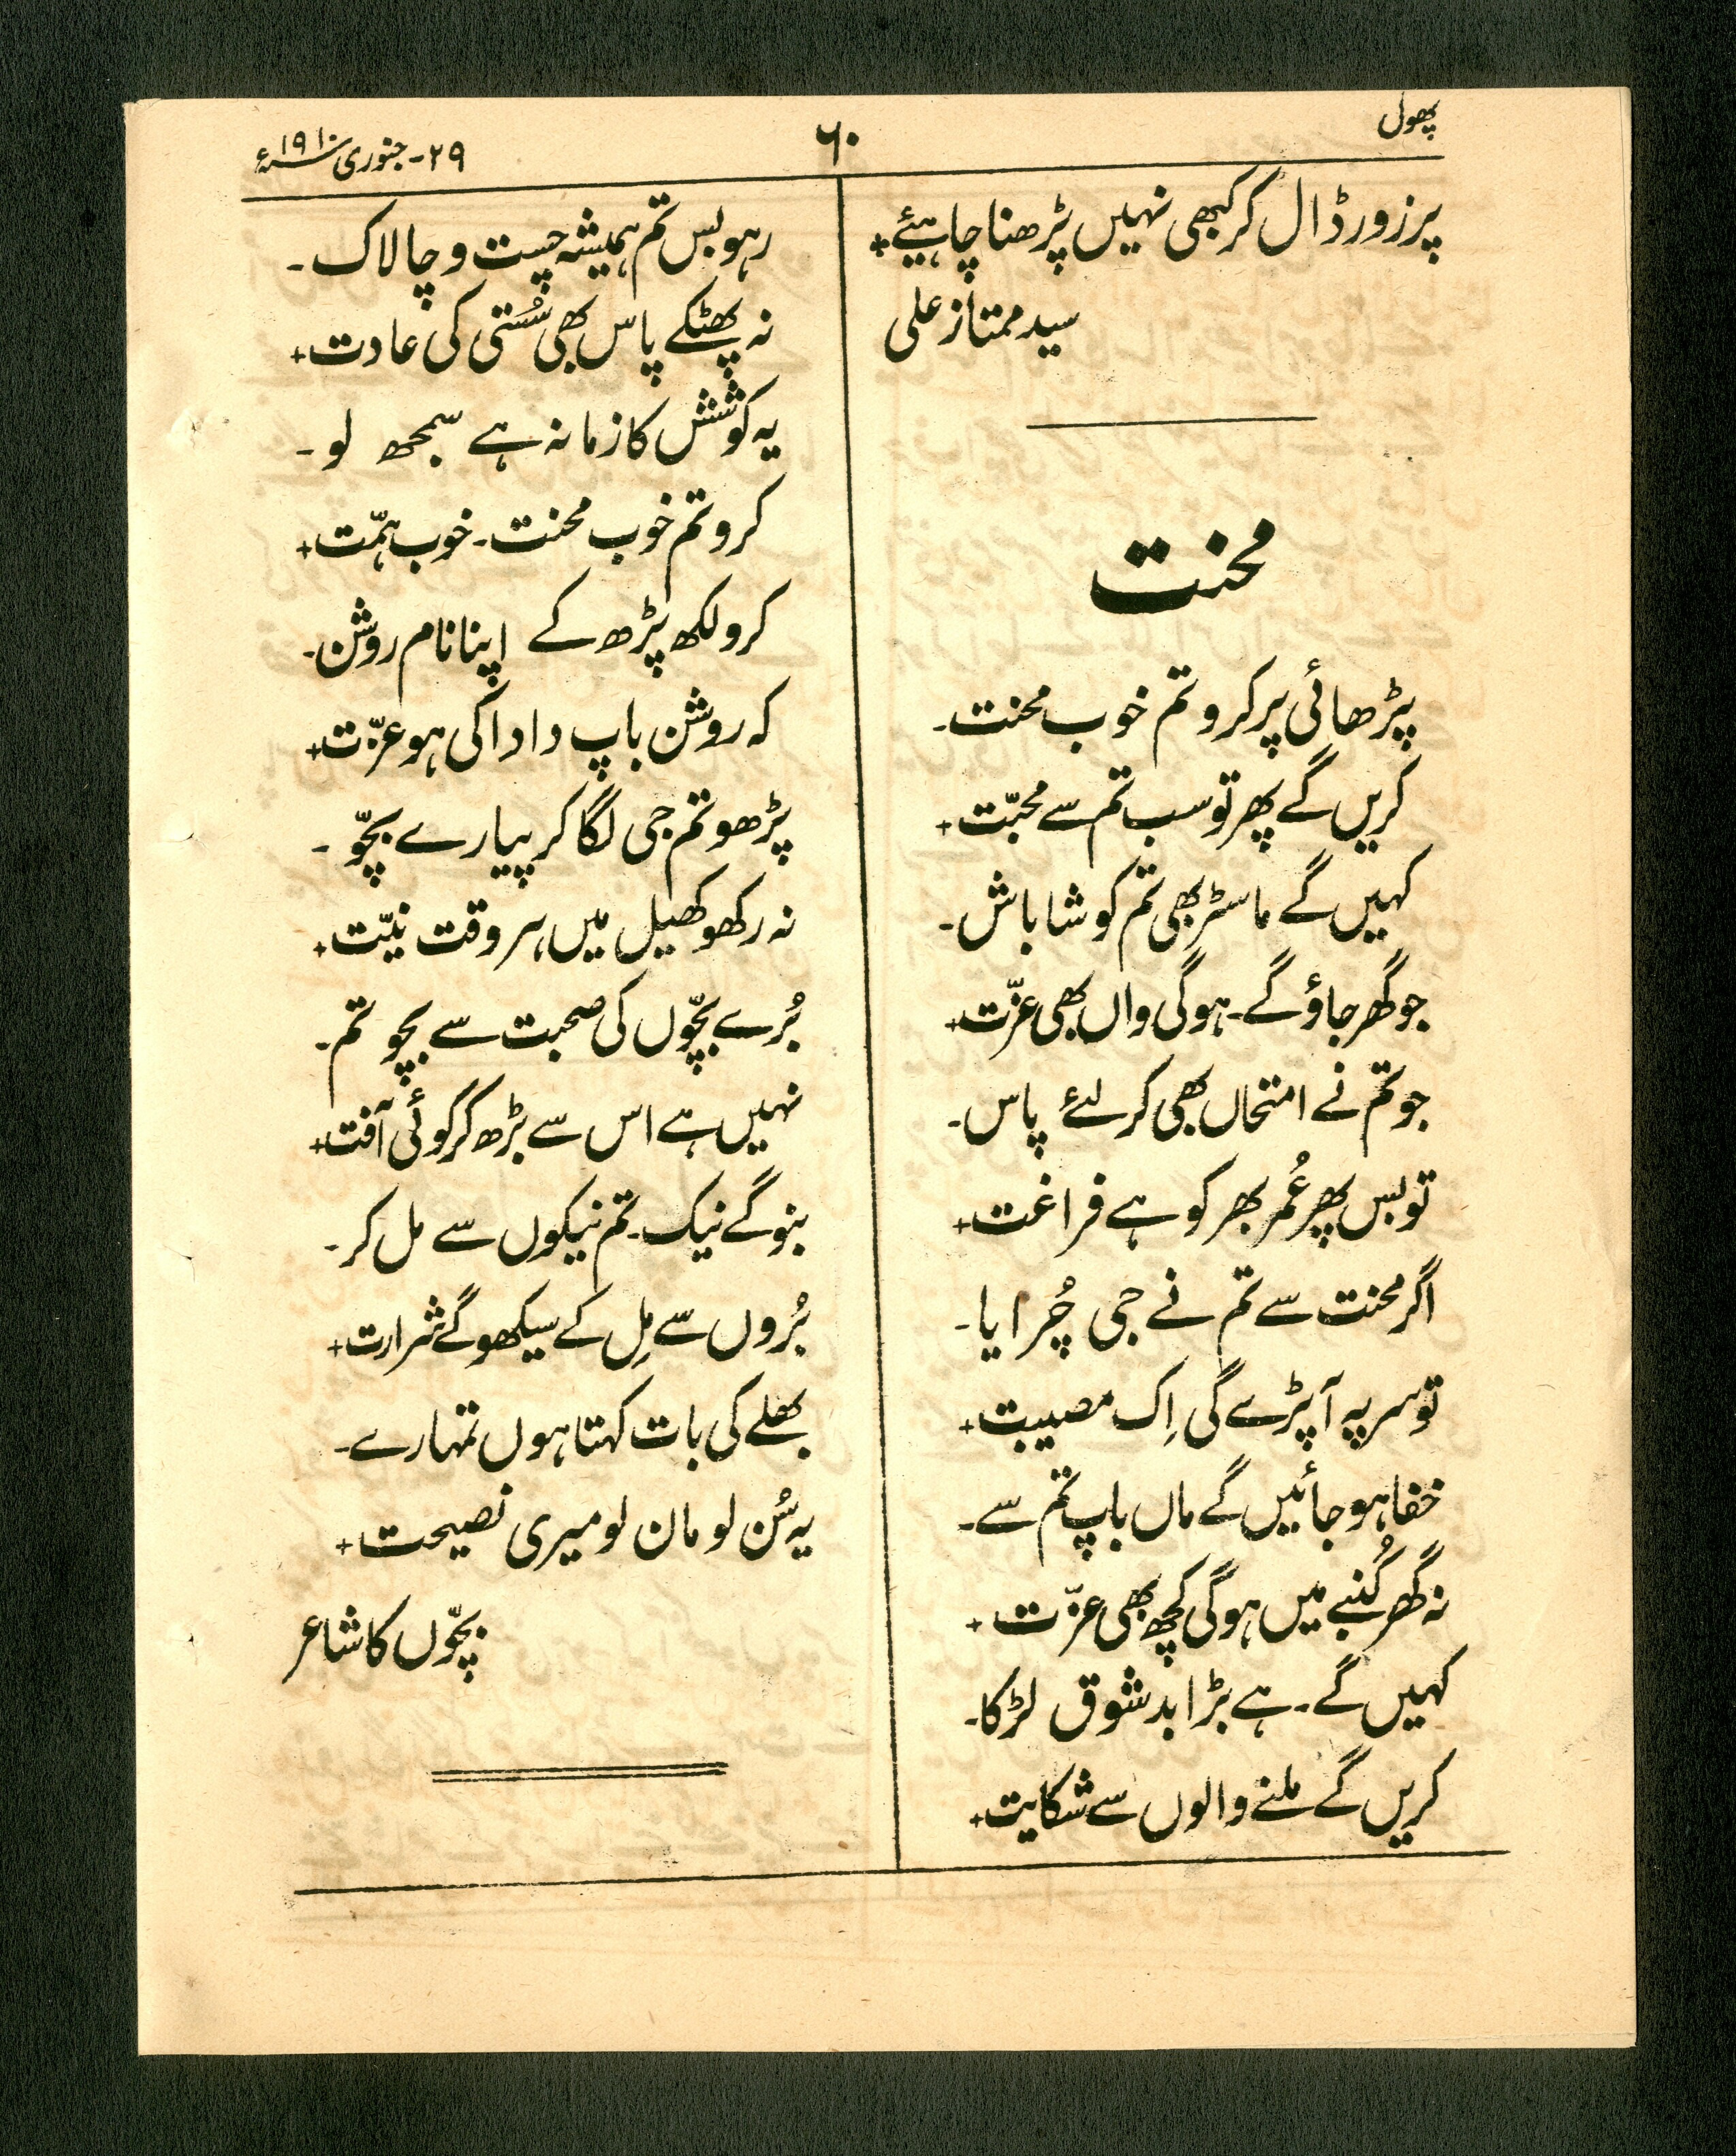 پھول
۶۰
۲۹-جنوری سنہ ۱۹۱۰ء
پر زور ڈال کر کبھی نہیں پڑھنا چاہیئے+
سید ممتاز علی
محنت
پڑھائی پر کرو تم خوب محنت۔
کریں گے پھر تو سب تم سے محبّت+
کہیں گے ماسٹر بھی تم کو شاباش۔
جو گھر جاؤ گے۔ ہوگی واں بھی عزّت+
جو تم نے امتحاں بھی کر لئے پاس۔
تو بس پھر عُمر بھر کو ہے فراغت+
اگر محنت سے تم نے جی چُرایا۔
تو سر پہ آ پڑے گی اِک مصیبت+
خفا ہو جائیں گے ماں باپ تم سے۔
نہ گھر کُنبے میں ہوگی کچھ بھی عزّت+
کہیں گے۔ ہے بڑا بدشوق لڑکا۔
کریں گے ملنے والوں سے شکایت+
رہو بس تم ہمیشہ چست و چالاک۔
نہ پھٹکے پاس بھی سُستی کی عادت+
یہ کوشش کا زمانہ ہے سمجھ لو۔
کرو تم خوب محنت۔ خوب ہمّت+
کرو لکھ پڑھ کے اپنا نام روشن۔
کہ روشن باپ دادا کی ہو عزّت+
پڑھو تم جی لگا کر پیارے بچّو۔
نہ رکھو کھیل میں ہر وقت نیّت+
بُرے بچّوں کی صحبت سے بچو تم۔
نہیں ہے اس سے بڑھ کر کوئی آفت+
بنو گے نیک۔ تم نیکوں سے مل کر۔
بُروں سے مِل کے سیکھو گے شرارت+
بھلے کی بات کہتا ہوں تمہارے۔
یہ سُن لو مان لو میری نصیحت+
بچّوں کا شاعر